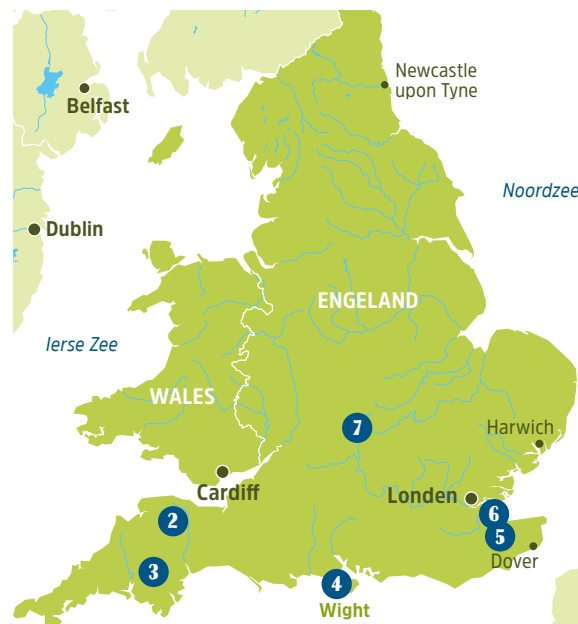 Newcastle
upon Tyne
Belfast
Noordzee
Dublin
ENGELAND
Ierse Zee
WALES
7
Harwich
Cardiff
Londen
2
6
5
Dover
3
4
Wight